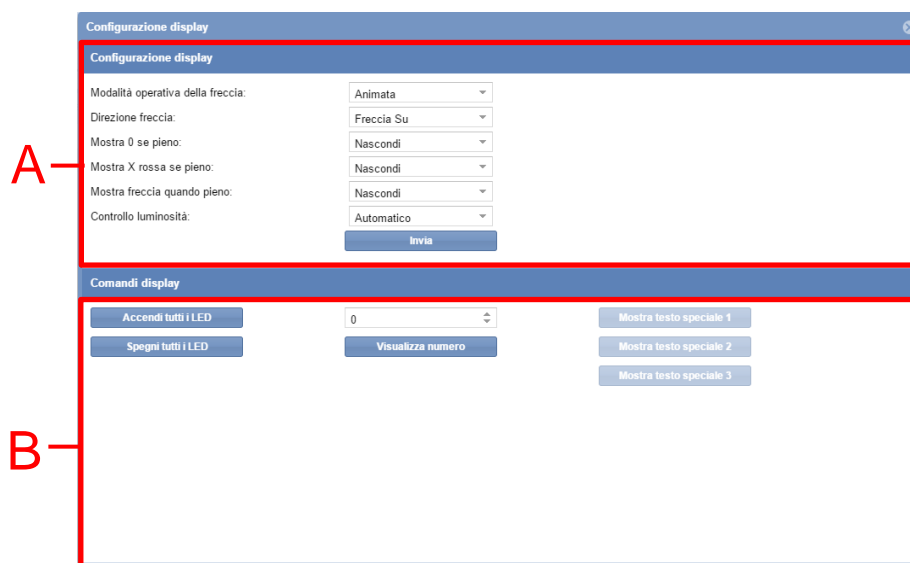 Configurazione display
Configurazione display
Modalità operativa della freccia: Animata
Direzione freccia: Freccia Su
Mostra 0 se pieno: Nascondi
A
Mostra X rossa se pieno: Nascondi
Mostra freccia quando pieno: Nascondi
Controllo luminosità: Automatico
Invia
Comandi display
Accendi tutti i LED 0 Mostra testo speciale 1
Spegni tutti i LED Visualizza numero Mostra testo speciale 2
Mostra testo speciale 3
B